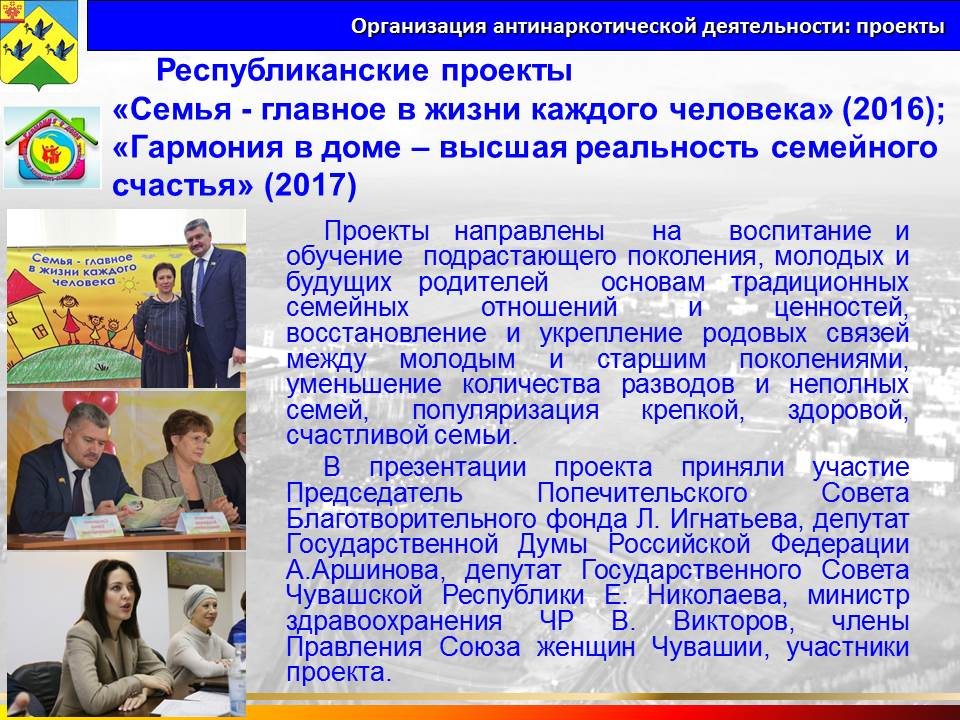 Организация антинаркотической деятельности: проекты
Республиканские проекты
«Семья - главное в жизни каждого человека» (2016);
«Гармония в доме – высшая реальность семейного
счастья» (2017)
Семья - главное
в жизни каждого
человека
Проекты направлены на воспитание и
обучение подрастающего поколения, молодых и
будущих родителей основам традиционных
семейных отношений и ценностей,
восстановление и укрепление родовых связей
между молодым и старшим поколениями,
уменьшение количества разводов и неполных
семей, популяризация крепкой, здоровой,
счастливой семьи.
В презентации проекта приняли участие
Председатель Попечительского Совета
Благотворительного фонда Л. Игнатьева, депутат
Государственной Думы Российской Федерации
А.Аршинова, депутат Государственного Совета
Чувашской Республики Е. Николаева, министр
здравоохранения ЧР В. Викторов, члены
Правления Союза женщин Чувашии, участники
проекта.